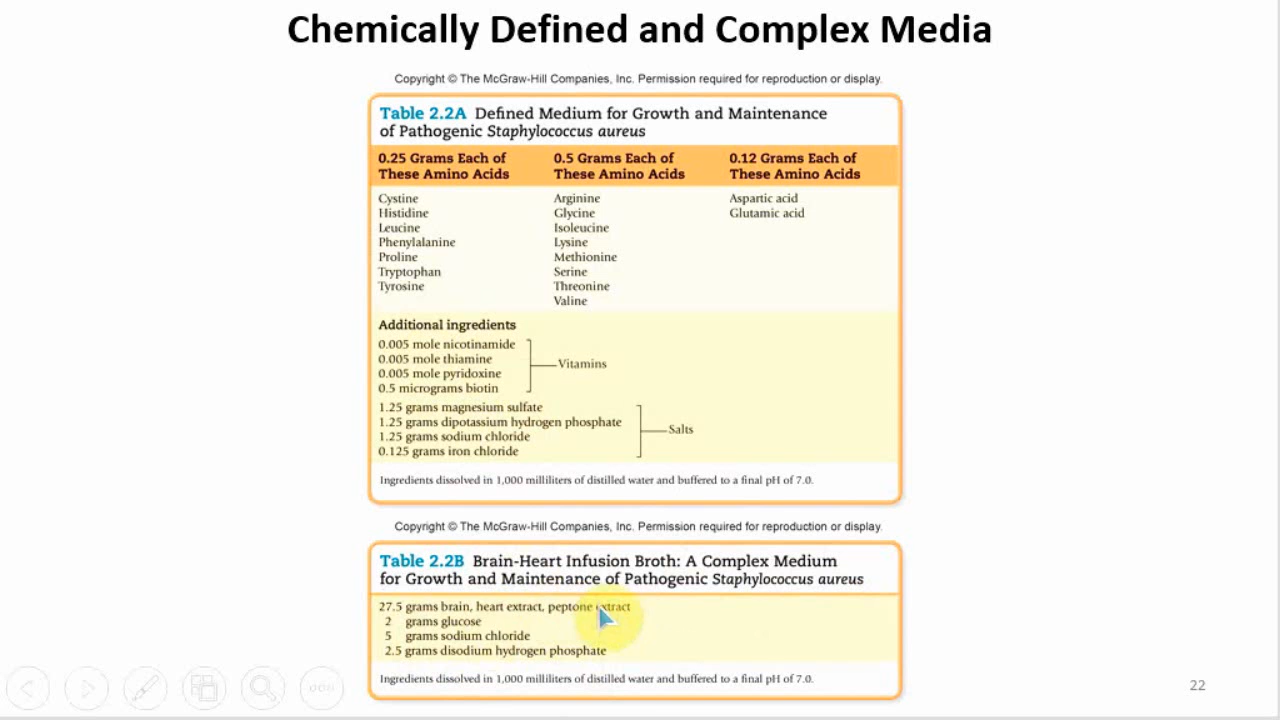 Chemically Defined and Complex Media
Copyright © The McGraw-Hill Companies, Inc. Permission required for reproduction or display.
Table 2.2A Defined Medium for Growth and Maintenance
of Pathogenic Staphylococcus aureus
0.25 Grams Each of
These Amino Acids
0.5 Grams Each of
These Amino Acids
0.12 Grams Each of
These Amino Acids
Cystine
Histidine
Leucine
Phenylalanine
Proline
Tryptophan
Tyrosine
Arginine
Glycine
Isoleucine
Lysine
Methionine
Serine
Threonine
Valine
Aspartic acid
Glutamic acid
Additional ingredients
0.005 mole nicotinamide
0.005 mole thiamine
0.005 mole pyridoxine
0.5 micrograms biotin
Vitamins
1.25 grams magnesium sulfate
1.25 grams dipotassium hydrogen phosphate
1.25 grams sodium chloride
0.125 grams iron chloride
Salts
Ingredients dissolved in 1,000 milliliters of distilled water and buffered to a final pH of 7.0.
Copyright © The McGraw-Hill Companies, Inc. Permission required for reproduction or display.
Table 2.2B Brain-Heart Infusion Broth: A Complex Medium
for Growth and Maintenance of Pathogenic Staphylococcus aureus
27.5 grams brain, heart extract, peptone extract
2 grams glucose
5 grams sodium chloride
2.5 grams disodium hydrogen phosphate
Ingredients dissolved in 1,000 milliliters of distilled water and buffered to a final pH of 7.0.
22